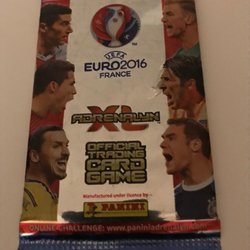 UEFA
EURO2016
FRANCE
ADRENALYN
XL
OFFICIAL
TRADING
CARD
GAME
Manufactured under licence by
PANINI
ONLINE CHALLENGE: www.paniniadrenalyn.com